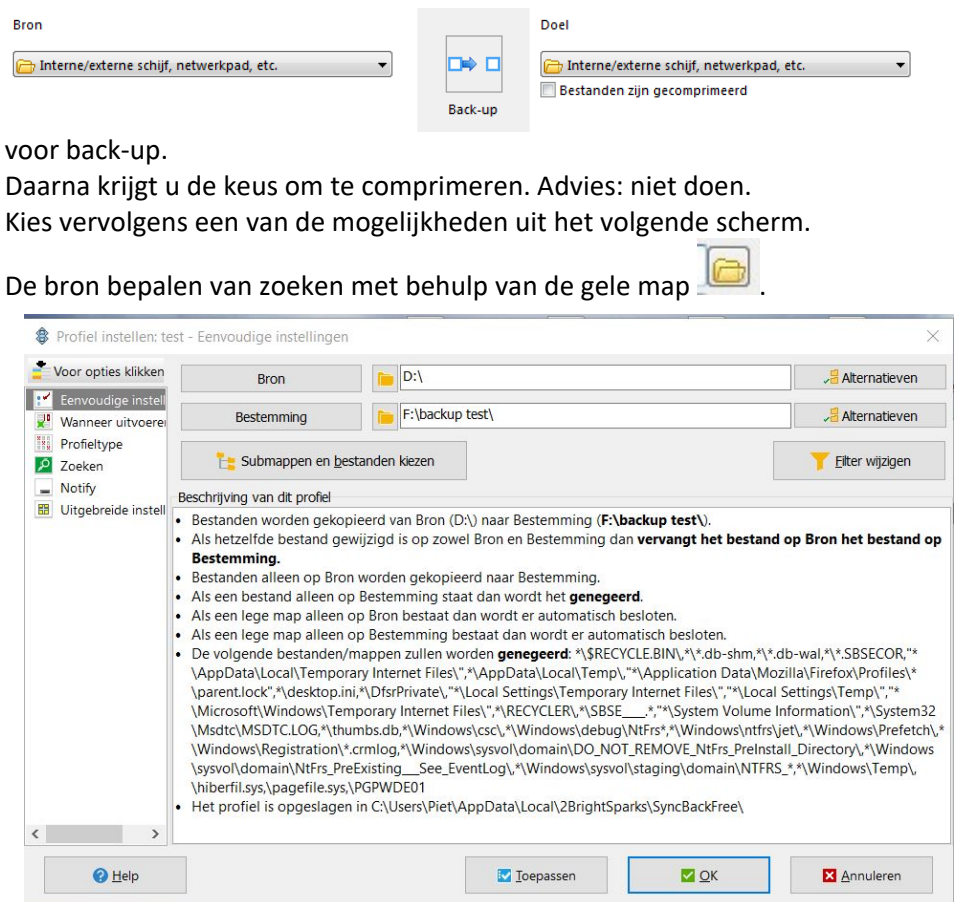 Bron
Doel
Interne/externe schijf, netwerkpad, etc.
Interne/externe schijf, netwerkpad, etc.
Bestanden zijn gecomprimeerd
Back-up
voor back-up.
Daarna krijgt u de keus om te comprimeren. Advies: niet doen.
Kies vervolgens een van de mogelijkheden uit het volgende scherm.
De bron bepalen van zoeken met behulp van de gele map .
Profiel instellen: test - Eenvoudige instellingen
Voor opties klikken
Eenvoudige instell
Wanneer uitvoere
Profieltype
Zoeken
Notify
Uitgebreide instell
Bron
D:\
Alternatieven
Bestemming
F:\backup test\
Alternatieven
Submappen en bestanden kiezen
Filter wijzigen
Beschrijving van dit profiel
• Bestanden worden gekopieerd van Bron (D:\) naar Bestemming (F:\backup test\).
• Als hetzelfde bestand gewijzigd is op zowel Bron en Bestemming dan vervangt het bestand op Bron het bestand op
Bestemming.
• Bestanden alleen op Bron worden gekopieerd naar Bestemming.
• Als een bestand alleen op Bestemming staat dan wordt het genegeerd.
• Als een lege map alleen op Bron bestaat dan wordt er automatisch besloten.
• Als een lege map alleen op Bestemming bestaat dan wordt er automatisch besloten.
• De volgende bestanden/mappen zullen worden genegeerd: *\$RECYCLE.BIN\,*\*.db-shm,*\*.db-wal,*\*.SBSECOR,"*
\AppData\Local\Temporary Internet Files\",*\AppData\Local\Temp\,"*\Application Data\Mozilla\Firefox\Profiles\*
\parent.lock",*\desktop.ini,*\DfsrPrivate\,"*\Local Settings\Temporary Internet Files\","*\Local Settings\Temp\","*
\Microsoft\Windows\Temporary Internet Files\",*\RECYCLER\,*\SBSE___.*,"*\System Volume Information\",*\System32
\Msdtc\MSDTC.LOG,*\thumbs.db,*\Windows\csc\,*\Windows\debug\NtFrs*,*\Windows\ntfrs\jet\,*\Windows\Prefetch\,*
\Windows\Registration\*.crmlog,*\Windows\sysvol\domain\DO_NOT_REMOVE_NtFrs_PreInstall_Directory\,*\Windows
\sysvol\domain\NtFrs_PreExisting___See_EventLog\,*\Windows\sysvol\staging\domain\NTFRS_*,*\Windows\Temp\,
\hiberfil.sys,\pagefile.sys,\PGPWDE01
• Het profiel is opgeslagen in C:\Users\Piet\AppData\Local\2BrightSparks\SyncBackFree\
Help
Toepassen
OK
Annuleren